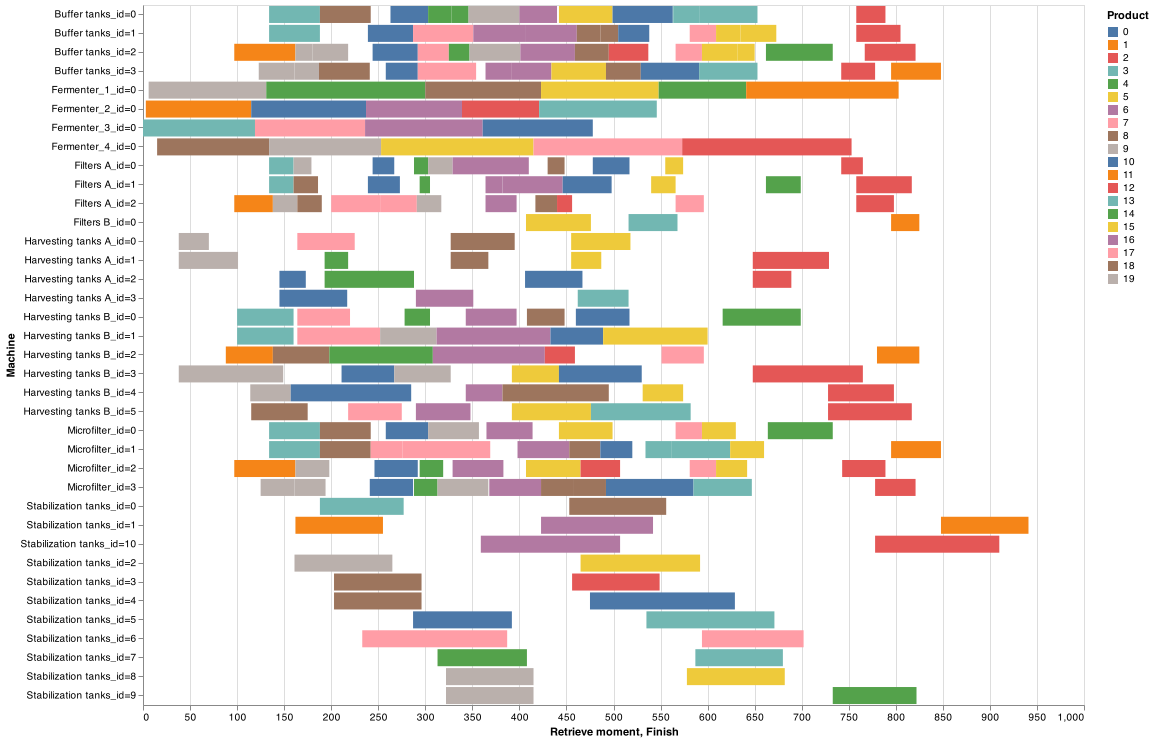 Buffer tanks_id=0
Buffer tanks_id=1
Buffer tanks_id=2
Buffer tanks_id=3
Fermenter_1_id=0
Fermenter_2_id=0
Fermenter_3_id=0
Fermenter_4_id=0
Filters A_id=0
Filters A_id=1
Filters A_id=2
Filters B_id=0
Harvesting tanks A_id=0
Harvesting tanks A_id=1
Harvesting tanks A_id=2
Harvesting tanks A_id=3
Harvesting tanks B_id=0
Harvesting tanks B_id=1
Harvesting tanks B_id=2
Harvesting tanks B_id=3
Harvesting tanks B_id=4
Harvesting tanks B_id=5
Microfilter_id=0
Microfilter_id=1
Microfilter_id=2
Microfilter_id=3
Stabilization tanks_id=0
Stabilization tanks_id=1
Stabilization tanks_id=10
Stabilization tanks_id=2
Stabilization tanks_id=3
Stabilization tanks_id=4
Stabilization tanks_id=5
Stabilization tanks_id=6
Stabilization tanks_id=7
Stabilization tanks_id=8
Stabilization tanks_id=9
Machine
0 50 100 150 200 250 300 350 400 450 500 550 600 650 700 750 800 850 900 950 1,000
Retrieve moment, Finish
Product
0
1
2
3
4
5
6
7
8
9
10
11
12
13
14
15
16
17
18
19